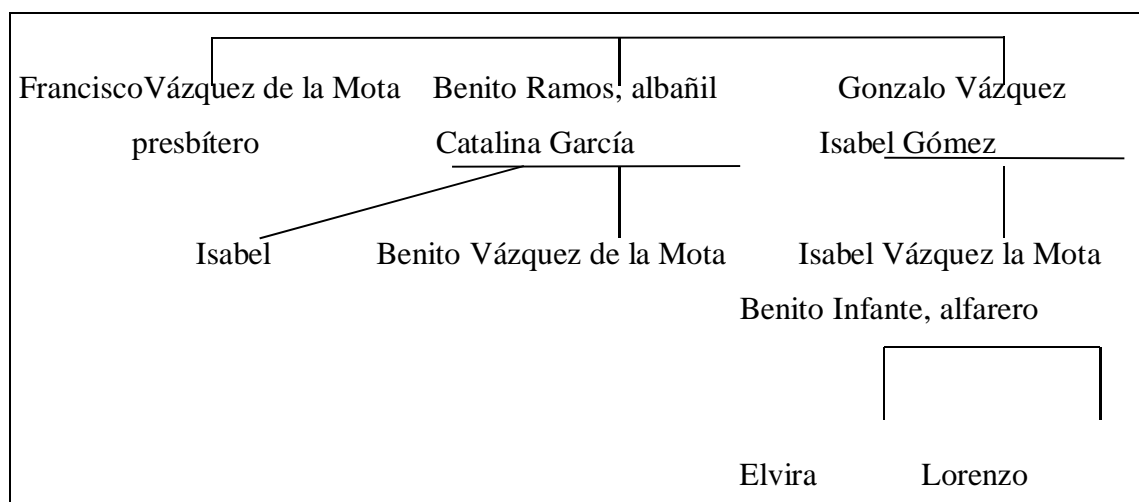 FranciscoVázquez de la Mota Benito Ramos, albañil Gonzalo Vázquez
presbítero Catalina García Isabel Gómez
Isabel Benito Vázquez de la Mota Isabel Vázquez la Mota
Benito Infante, alfarero
Elvira Lorenzo